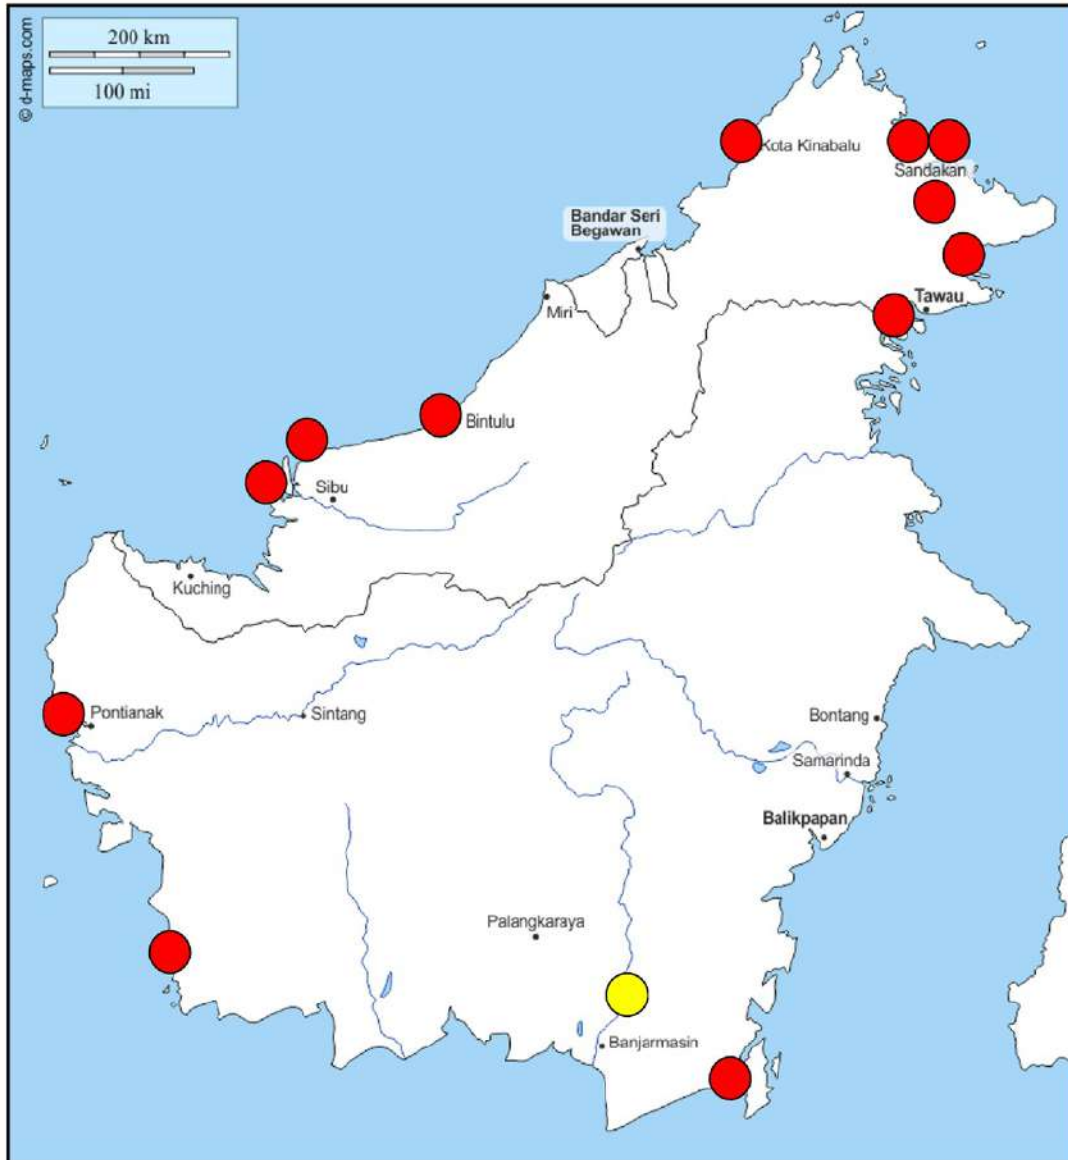 © d-maps.com
200 km
100 mi
Kota Kinabalu
Sandakan
Bandar Seri
Begawan
Tawau
Miri
Bintulu
Sibu
Kuching
Pontianak
Sintang
Bontang
Samarinda
Balikpapan
Palangkaraya
Banjarmasin